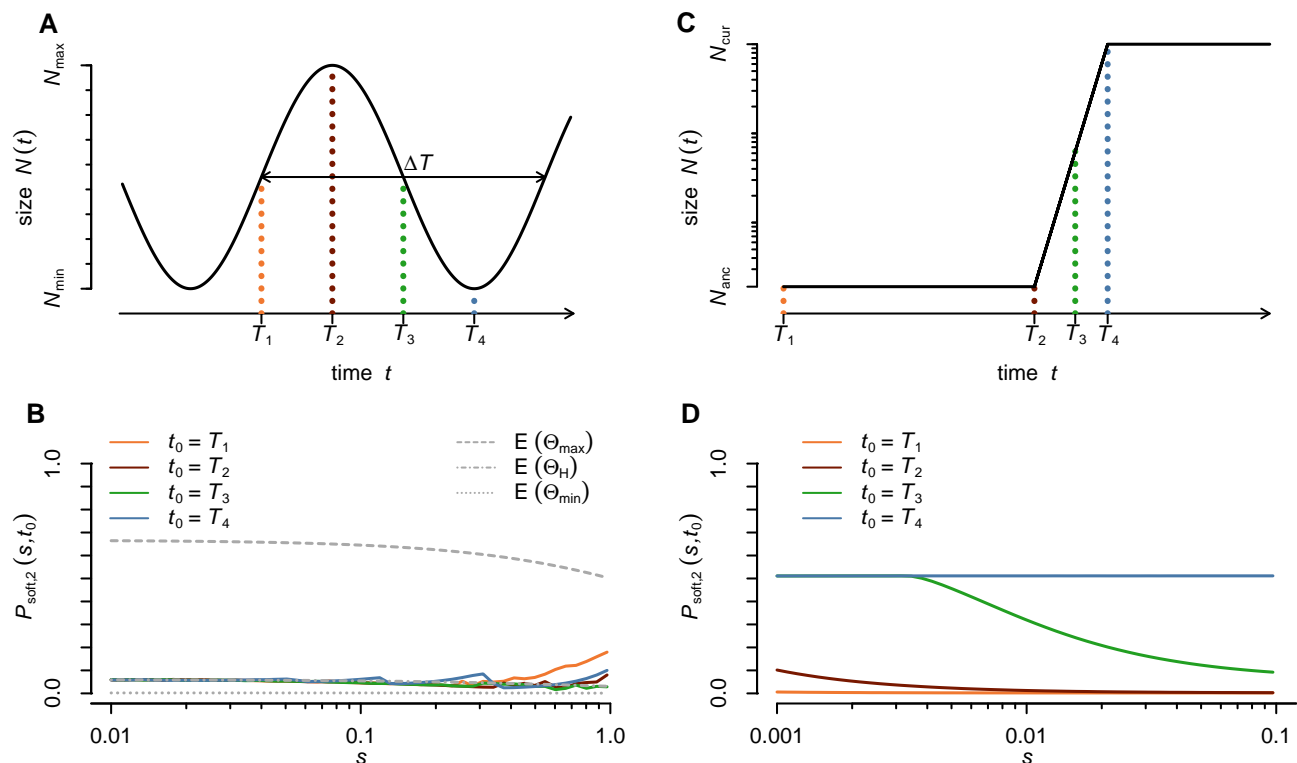 A
N_max
N_min
size N(t)
ΔT
T_1 T_2 T_3 T_4
time t
C
N_cur
N_anc
size N(t)
T_1 T_2 T_3 T_4
time t
B
t_0 = T_1
t_0 = T_2
t_0 = T_3
t_0 = T_4
E (Θ_max)
E (Θ_H)
E (Θ_min)
1.0
0.0
P_soft,2 (s,t_0)
0.01 0.1 1.0
s
D
t_0 = T_1
t_0 = T_2
t_0 = T_3
t_0 = T_4
1.0
0.0
P_soft,2 (s,t_0)
0.001 0.01 0.1
s